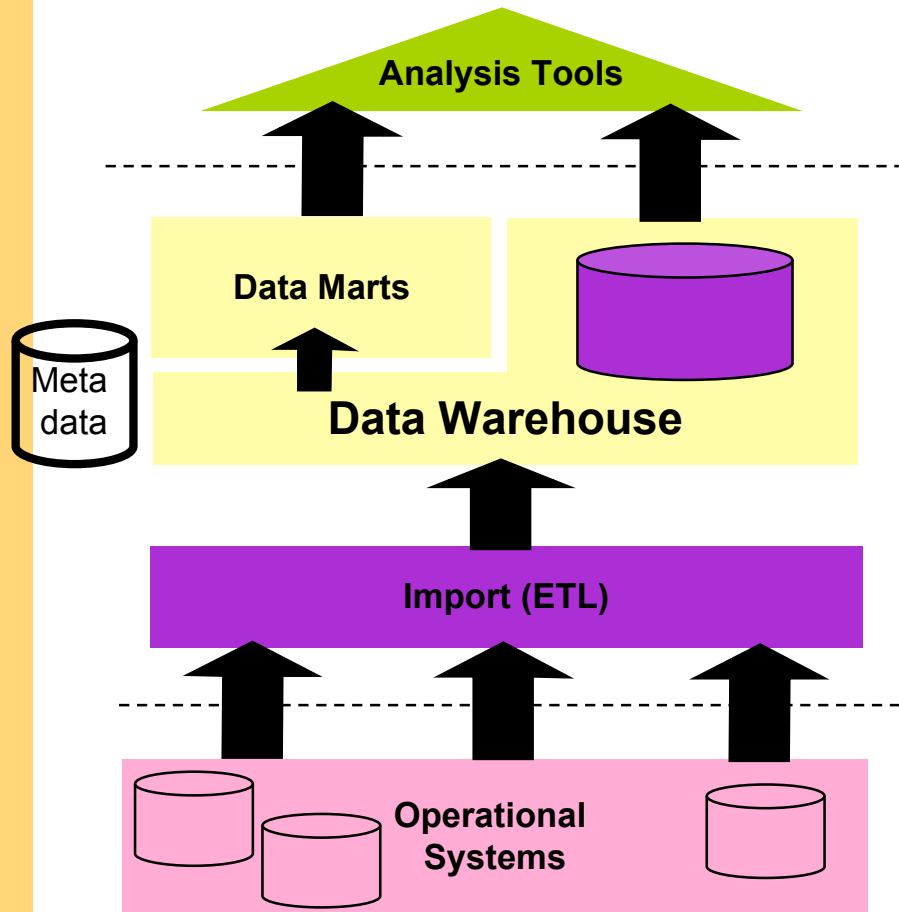 Analysis Tools
Data Marts
Meta
data
Data Warehouse
Import (ETL)
Operational
Systems